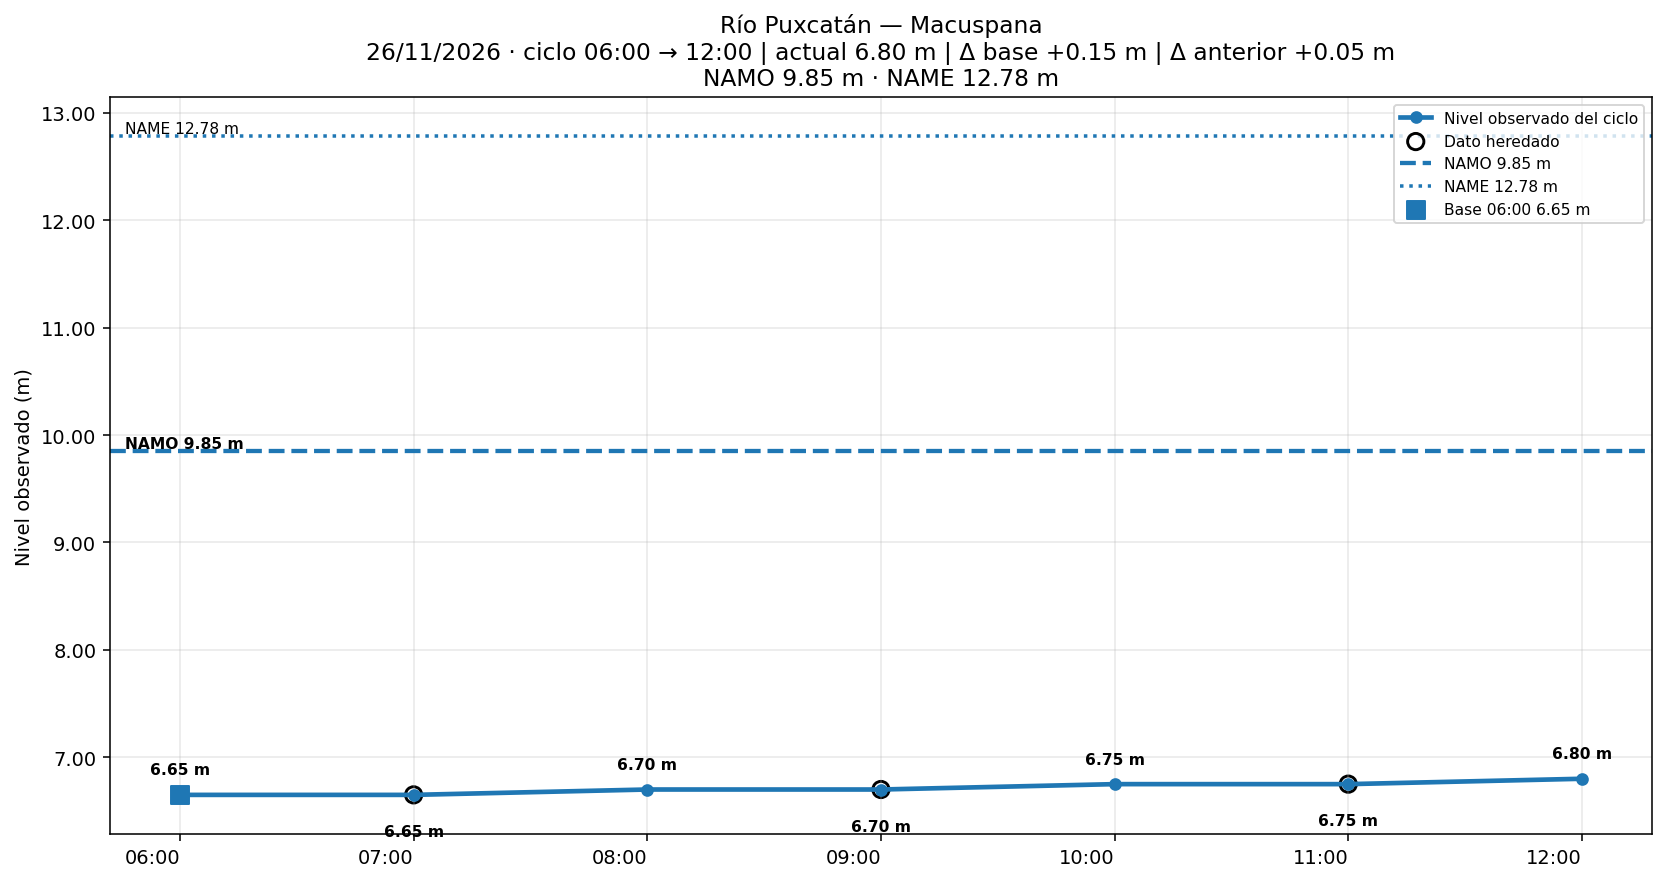 Río Puxcatán — Macuspana
26/11/2026 · ciclo 06:00 → 12:00 | actual 6.80 m | Δ base +0.15 m | Δ anterior +0.05 m
NAMO 9.85 m · NAME 12.78 m
Nivel observado (m)
13.00
12.00
11.00
10.00
9.00
8.00
7.00
NAME 12.78 m
NAMO 9.85 m
Nivel observado del ciclo
Dato heredado
NAMO 9.85 m
NAME 12.78 m
Base 06:00 6.65 m
6.65 m
6.65 m
6.70 m
6.70 m
6.75 m
6.75 m
6.80 m
06:00
07:00
08:00
09:00
10:00
11:00
12:00